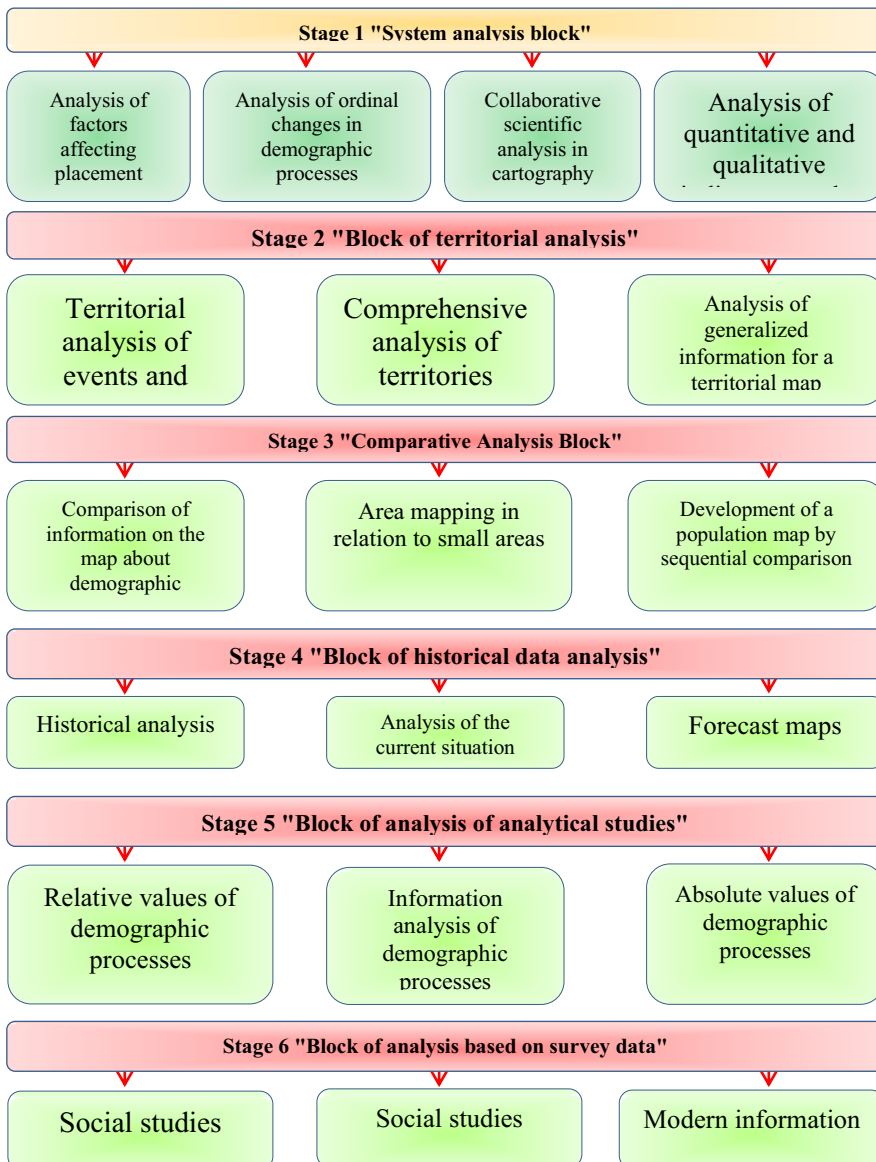 Stage 1 "System analysis block"
Analysis of
factors
affecting
placement
Analysis of ordinal
changes in
demographic
processes
Collaborative
scientific
analysis in
cartography
Analysis of
quantitative and
qualitative
Stage 2 "Block of territorial analysis"
Territorial
analysis of
events and
Comprehensive
analysis of
territories
Analysis of
generalized
information for a
territorial map
Stage 3 "Comparative Analysis Block"
Comparison of
information on the
map about
demographic
Area mapping in
relation to small areas
Development of a
population map by
sequential comparison
Stage 4 "Block of historical data analysis"
Historical analysis
Analysis of the
current situation
Forecast maps
Stage 5 "Block of analysis of analytical studies"
Relative values of
demographic
processes
Information
analysis of
demographic
processes
Absolute values of
demographic
processes
Stage 6 "Block of analysis based on survey data"
Social studies
Social studies
Modern information